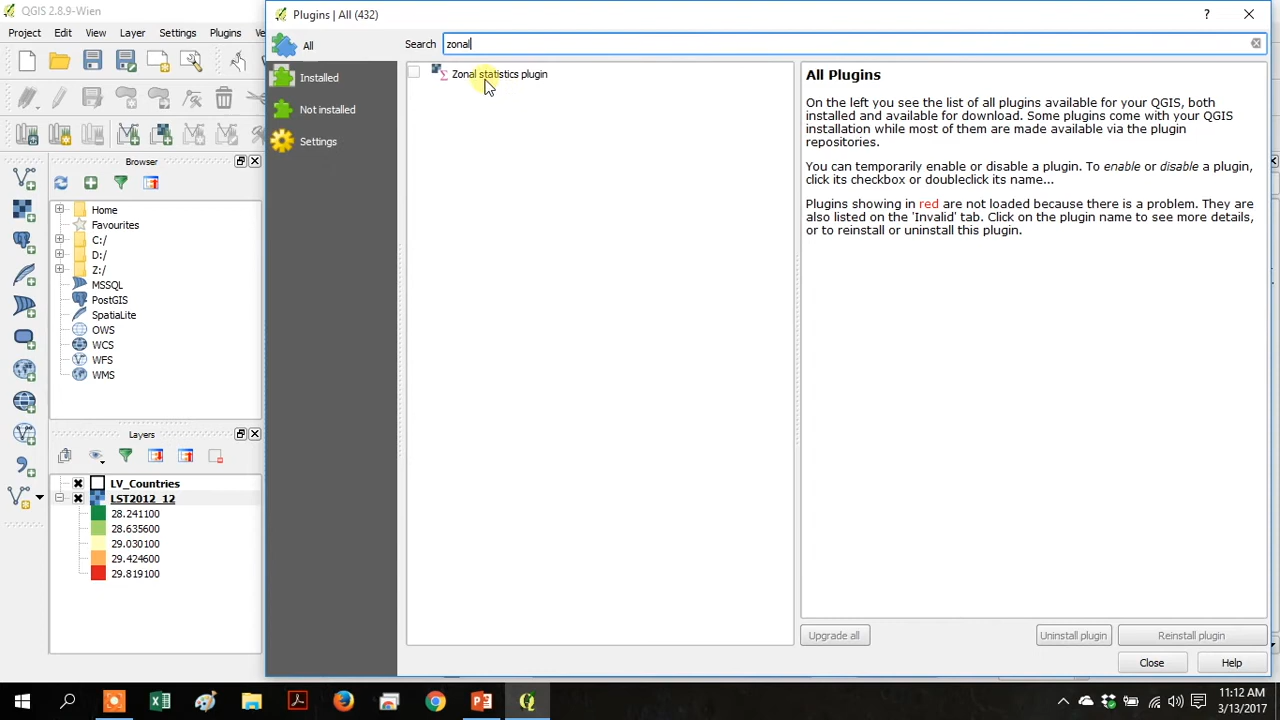 QGIS 2.8.9-Wien
Project Edit View Layer Settings Plugins Ve
Browser
Home
Favourites
C:/
D:/
Z:/
MSSQL
PostGIS
SpatiaLite
OWS
WCS
WFS
WMS
Layers
LV_Countries
LST2012_12
28.241100
28.635600
29.030100
29.424600
29.819100
Plugins | All (432)
?
All
Installed
Not installed
Settings
Search zonal
Zonal statistics plugin
All Plugins
On the left you see the list of all plugins available for your QGIS, both
installed and available for download. Some plugins come with your QGIS
installation while most of them are made available via the plugin
repositories.
You can temporarily enable or disable a plugin. To enable or disable a plugin,
click its checkbox or doubleclick its name...
Plugins showing in red are not loaded because there is a problem. They are
also listed on the 'Invalid' tab. Click on the plugin name to see more details,
or to reinstall or uninstall this plugin.
Upgrade all Uninstall plugin Reinstall plugin
Close Help
11:12 AM
3/13/2017